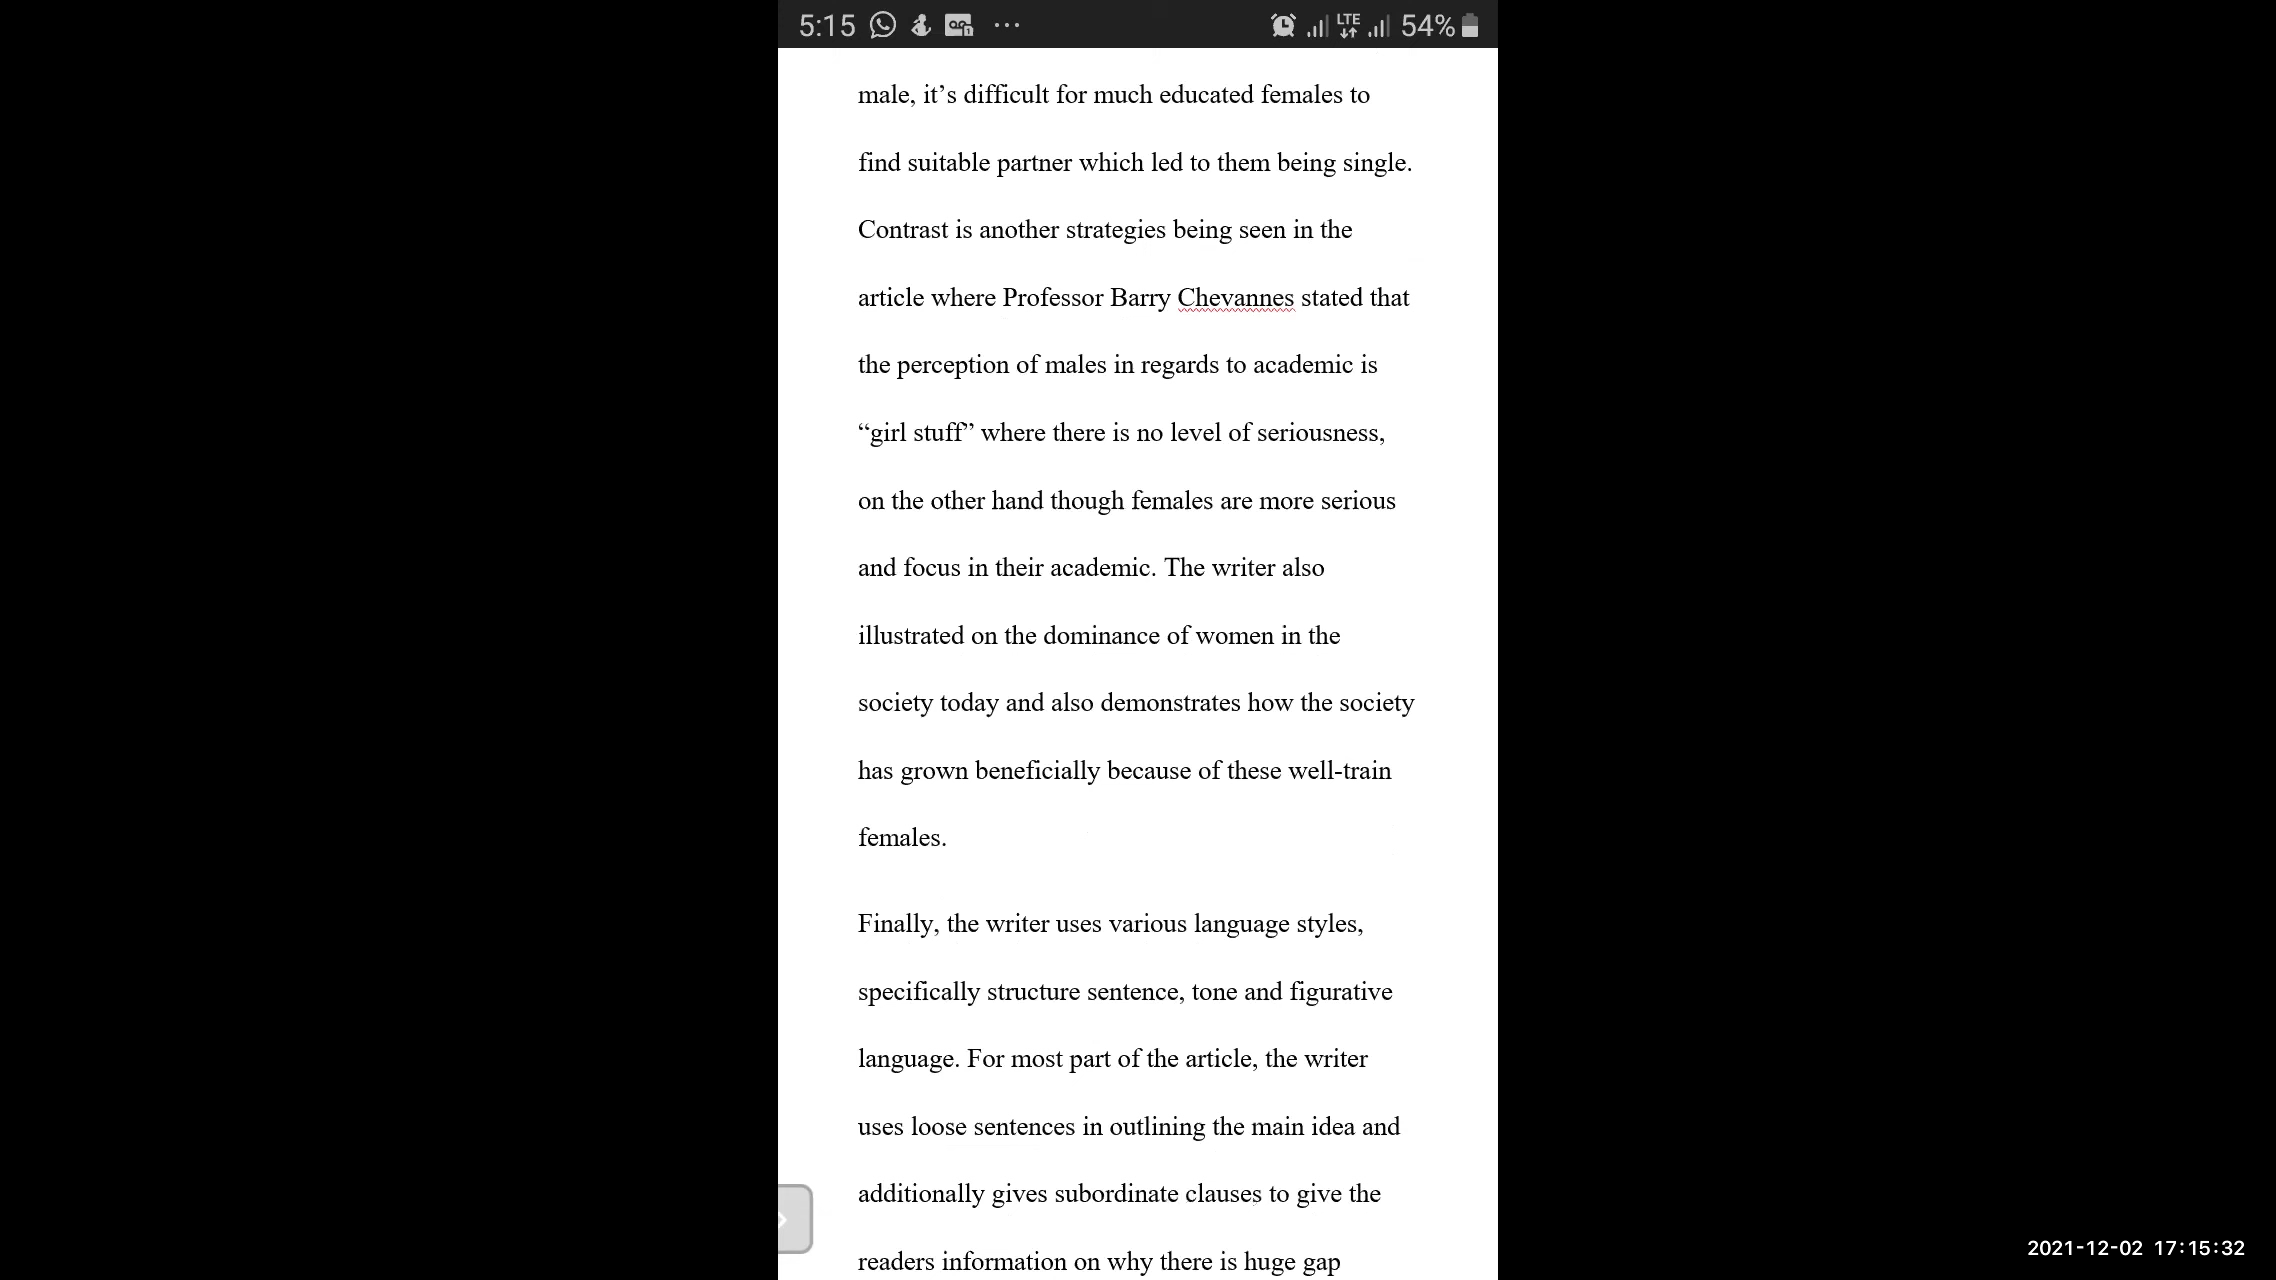 5:15 ... LTE 54%
male, it’s difficult for much educated females to
find suitable partner which led to them being single.
Contrast is another strategies being seen in the
article where Professor Barry Chevannes stated that
the perception of males in regards to academic is
“girl stuff” where there is no level of seriousness,
on the other hand though females are more serious
and focus in their academic. The writer also
illustrated on the dominance of women in the
society today and also demonstrates how the society
has grown beneficially because of these well-train
females.
Finally, the writer uses various language styles,
specifically structure sentence, tone and figurative
language. For most part of the article, the writer
uses loose sentences in outlining the main idea and
additionally gives subordinate clauses to give the
readers information on why there is huge gap
2021-12-02 17:15:32